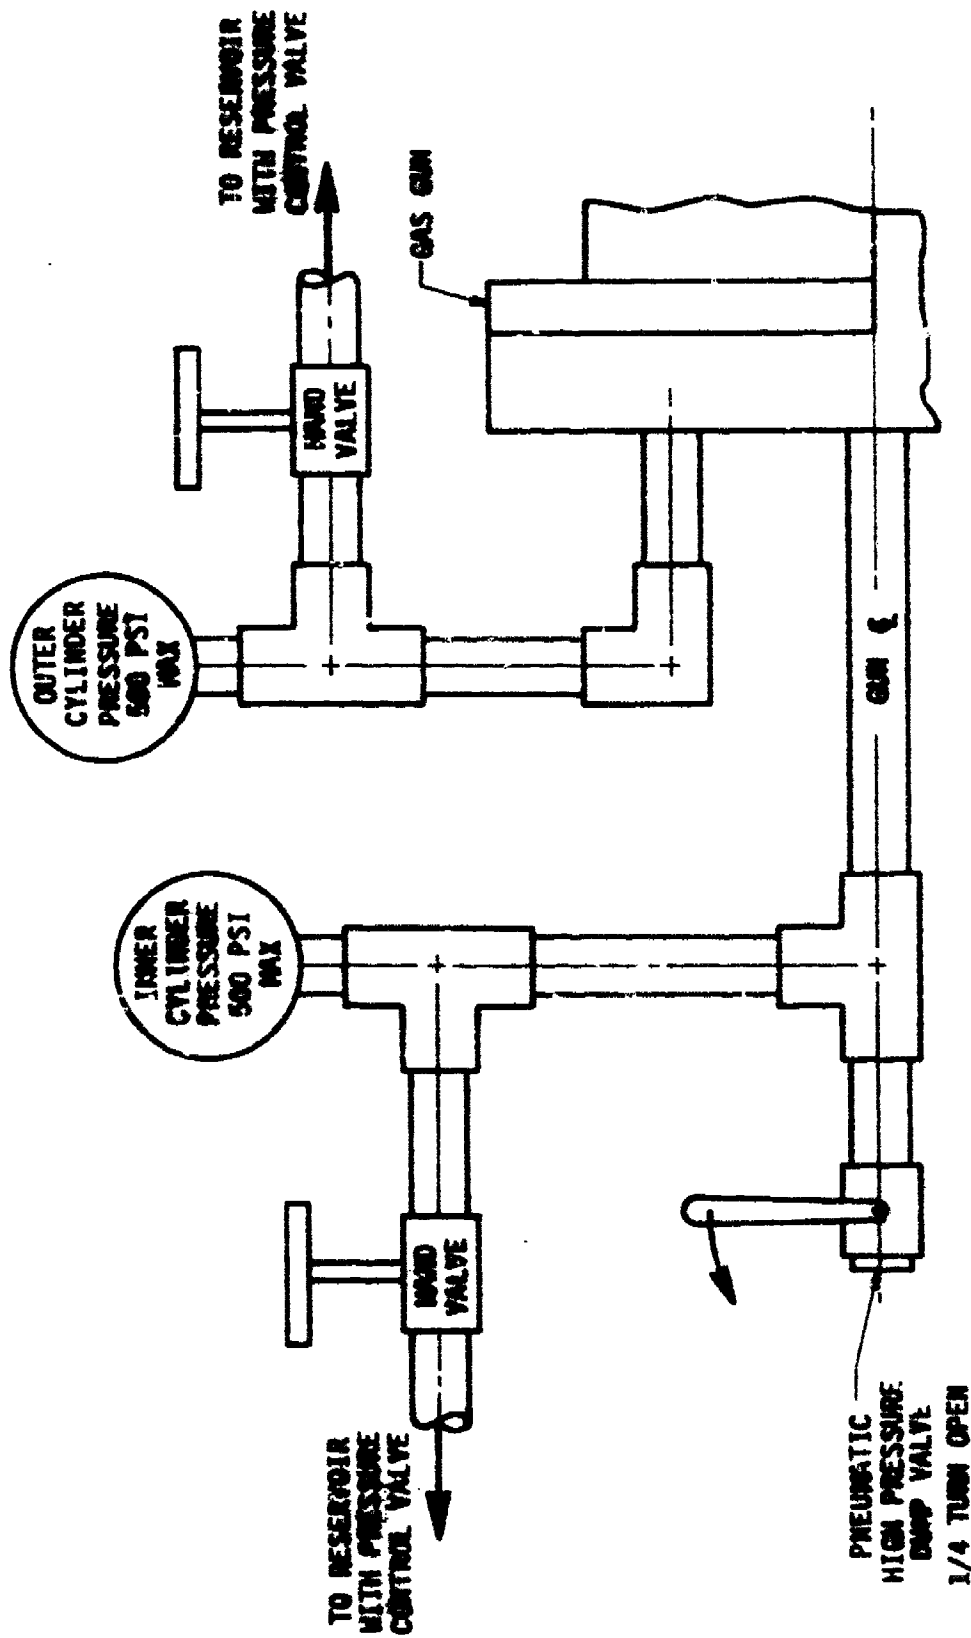 TO RESERVOIR
WITH PRESSURE
CONTROL VALVE
INNER
CYLINDER
PRESSURE
500 PSI
MAX
OUTER
CYLINDER
PRESSURE
500 PSI
MAX
TO RESERVOIR
WITH PRESSURE
CONTROL VALVE
HAND
VALVE
HAND
VALVE
GAS GUN
PNEUMATIC
HIGH PRESSURE
DUMP VALVE
1/4 TURN OPEN
GUN ℄